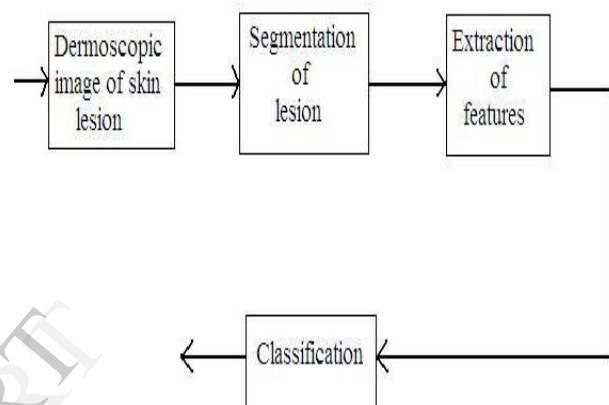 Dermoscopic
image of skin
lesion
Segmentation
of
lesion
Extraction
of
features
Classification